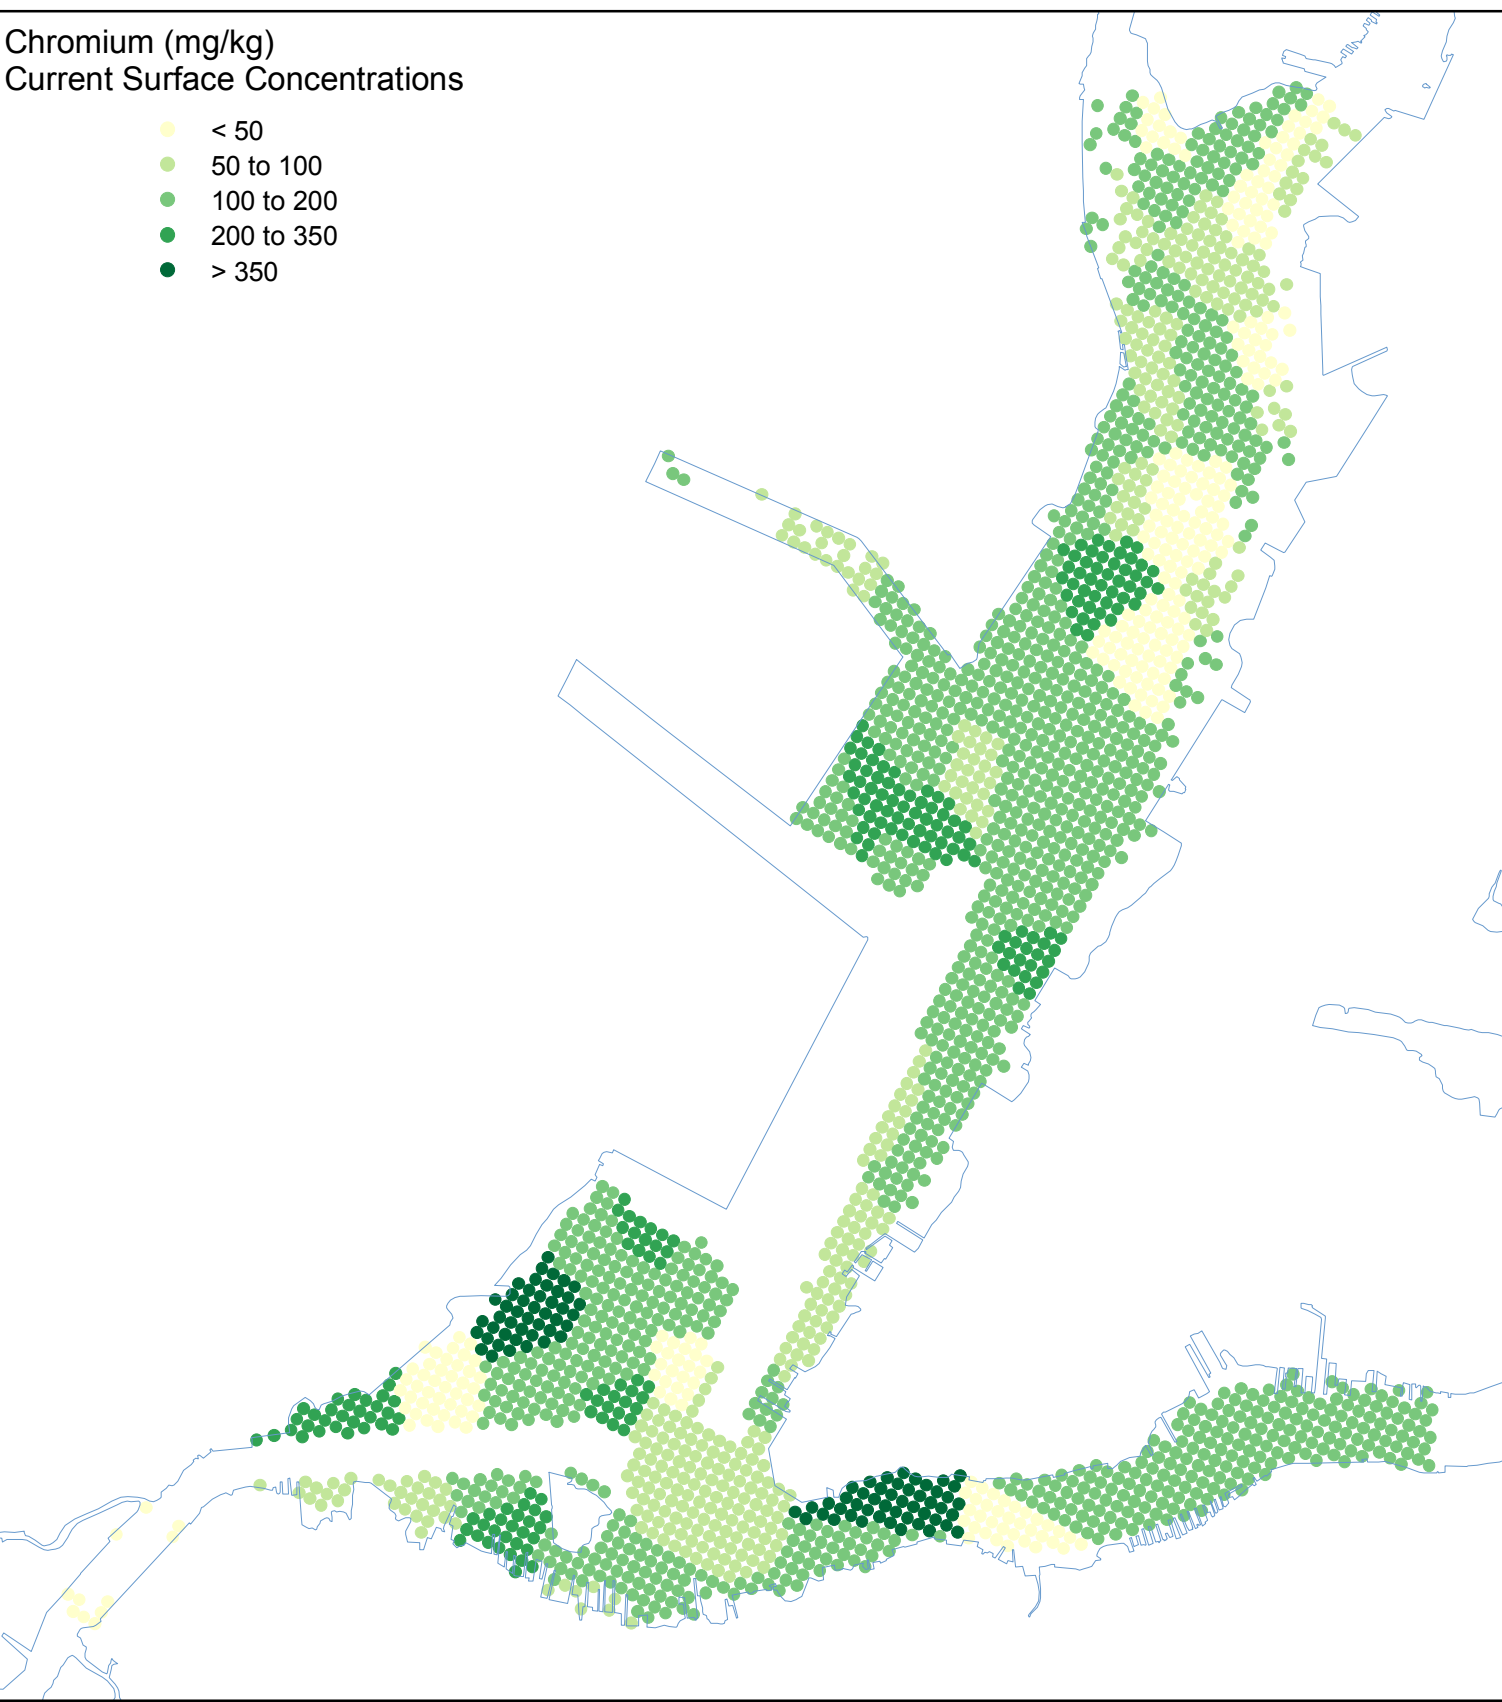 Chromium (mg/kg)
Current Surface Concentrations
< 50
50 to 100
100 to 200
200 to 350
> 350